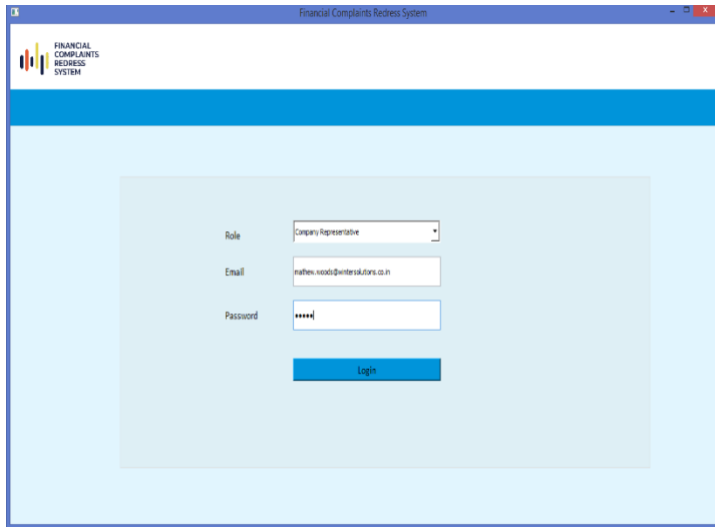 Financial Complaints Redress System
FINANCIAL
COMPLAINTS
REDRESS
SYSTEM
Role
Company Representative
Email
mathew.woods@wintersolutions.co.in
Password
•••••
Login